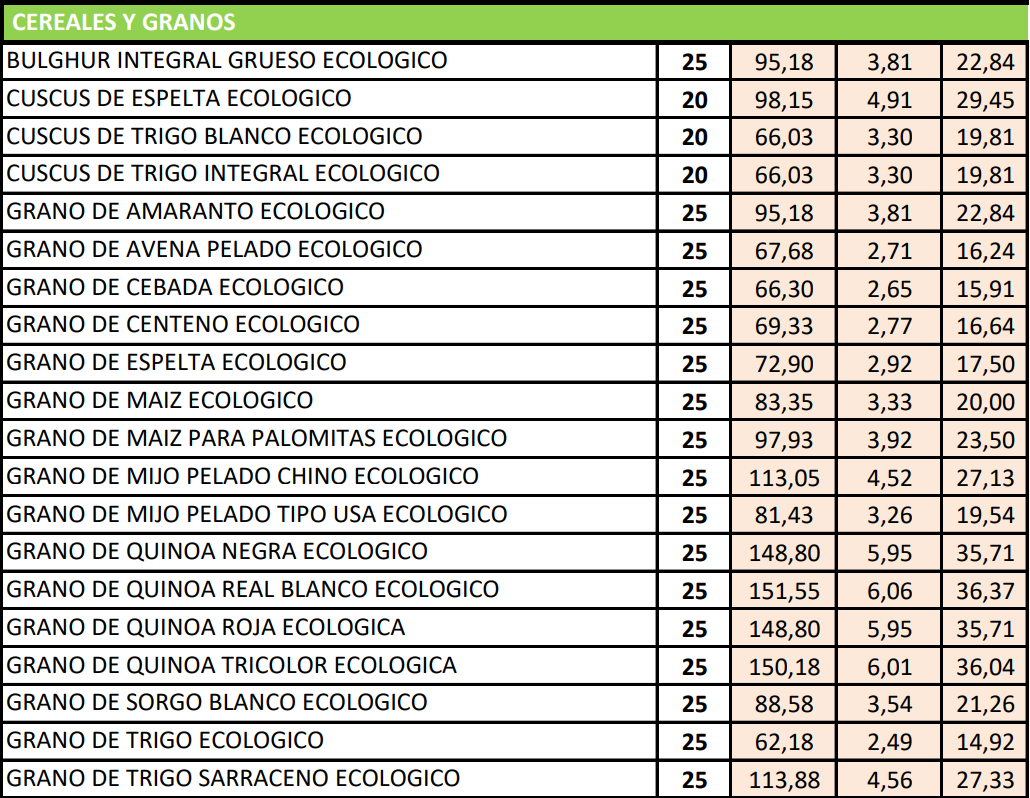 CEREALES Y GRANOS
BULGHUR INTEGRAL GRUESO ECOLOGICO 25 95,18 3,81 22,84
CUSCUS DE ESPELTA ECOLOGICO 20 98,15 4,91 29,45
CUSCUS DE TRIGO BLANCO ECOLOGICO 20 66,03 3,30 19,81
CUSCUS DE TRIGO INTEGRAL ECOLOGICO 20 66,03 3,30 19,81
GRANO DE AMARANTO ECOLOGICO 25 95,18 3,81 22,84
GRANO DE AVENA PELADO ECOLOGICO 25 67,68 2,71 16,24
GRANO DE CEBADA ECOLOGICO 25 66,30 2,65 15,91
GRANO DE CENTENO ECOLOGICO 25 69,33 2,77 16,64
GRANO DE ESPELTA ECOLOGICO 25 72,90 2,92 17,50
GRANO DE MAIZ ECOLOGICO 25 83,35 3,33 20,00
GRANO DE MAIZ PARA PALOMITAS ECOLOGICO 25 97,93 3,92 23,50
GRANO DE MIJO PELADO CHINO ECOLOGICO 25 113,05 4,52 27,13
GRANO DE MIJO PELADO TIPO USA ECOLOGICO 25 81,43 3,26 19,54
GRANO DE QUINOA NEGRA ECOLOGICO 25 148,80 5,95 35,71
GRANO DE QUINOA REAL BLANCO ECOLOGICO 25 151,55 6,06 36,37
GRANO DE QUINOA ROJA ECOLOGICA 25 148,80 5,95 35,71
GRANO DE QUINOA TRICOLOR ECOLOGICA 25 150,18 6,01 36,04
GRANO DE SORGO BLANCO ECOLOGICO 25 88,58 3,54 21,26
GRANO DE TRIGO ECOLOGICO 25 62,18 2,49 14,92
GRANO DE TRIGO SARRACENO ECOLOGICO 25 113,88 4,56 27,33